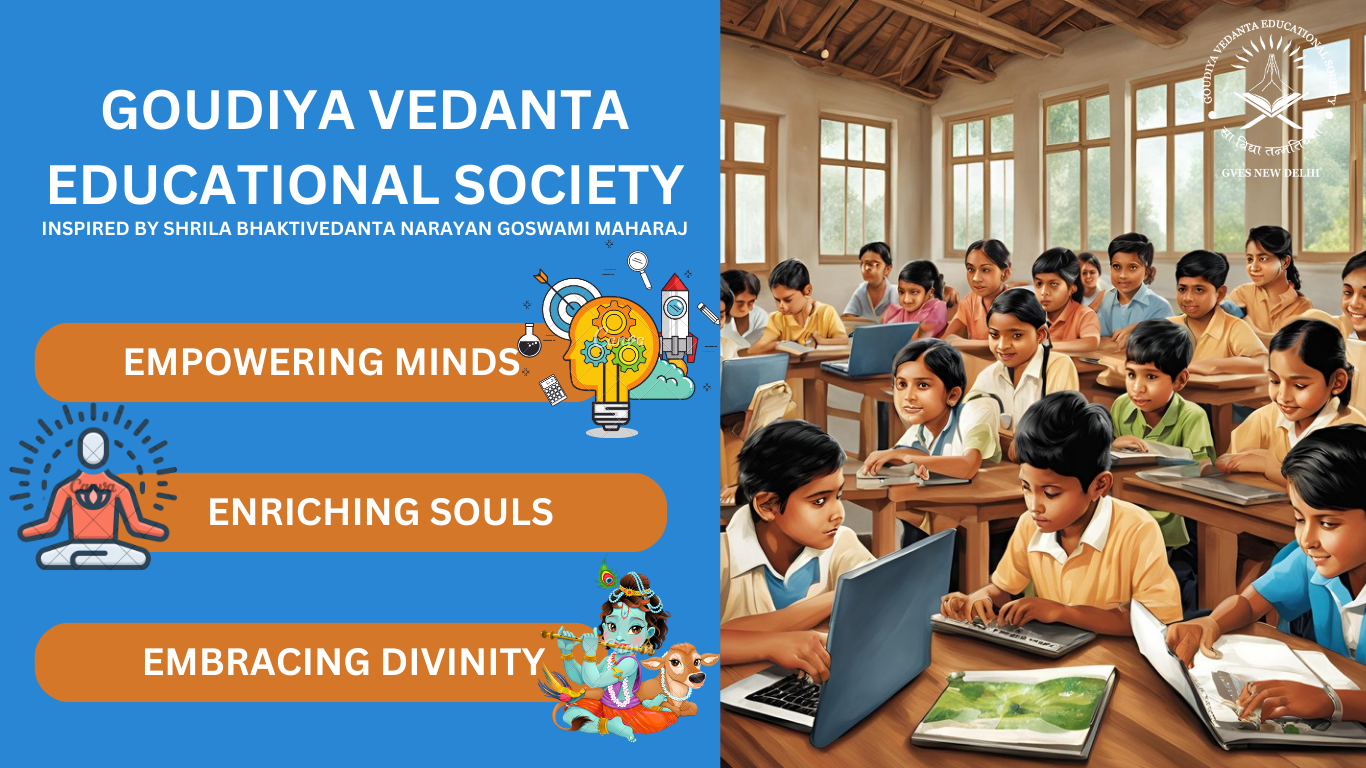 GOUDIYA VEDANTA
EDUCATIONAL SOCIETY
INSPIRED BY SHRILA BHAKTIVEDANTA NARAYAN GOSWAMI MAHARAJ
EMPOWERING MINDS
ENRICHING SOULS
EMBRACING DIVINITY
GOUDIYA VEDANTA EDUCATIONAL SOCIETY
सा विद्या
GVES NEW DELHI
Canva